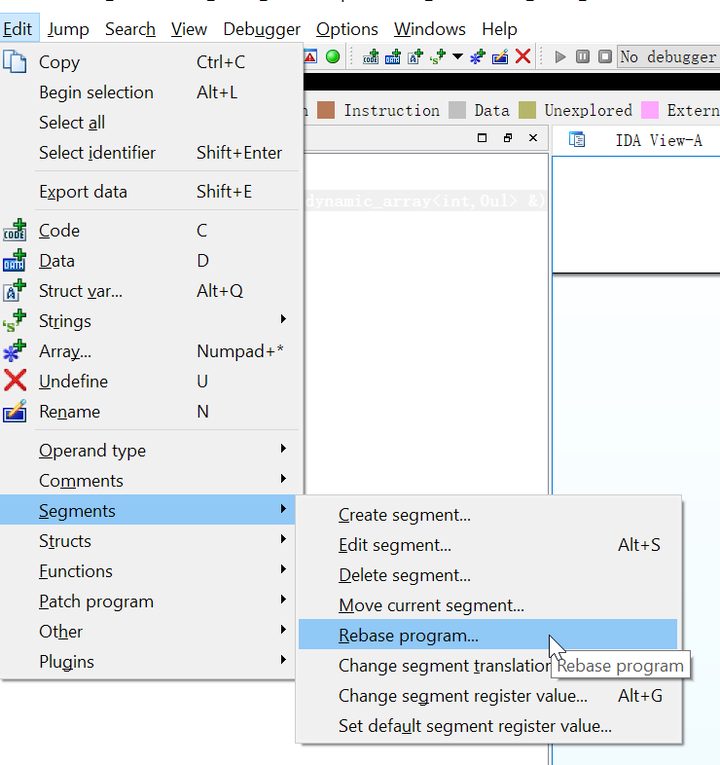 Edit Jump Search View Debugger Options Windows Help
No debugger
Instruction Data Unexplored Extern
IDA View-A
dynamic_array<int,0ul> &)
Copy Ctrl+C
Begin selection Alt+L
Select all
Select identifier Shift+Enter
Export data Shift+E
Code C
Data D
Struct var... Alt+Q
Strings
Array... Numpad+*
Undefine U
Rename N
Operand type
Comments
Segments
Structs
Functions
Patch program
Other
Plugins
Create segment...
Edit segment... Alt+S
Delete segment...
Move current segment...
Rebase program...
Rebase program
Change segment translation
Change segment register value... Alt+G
Set default segment register value...